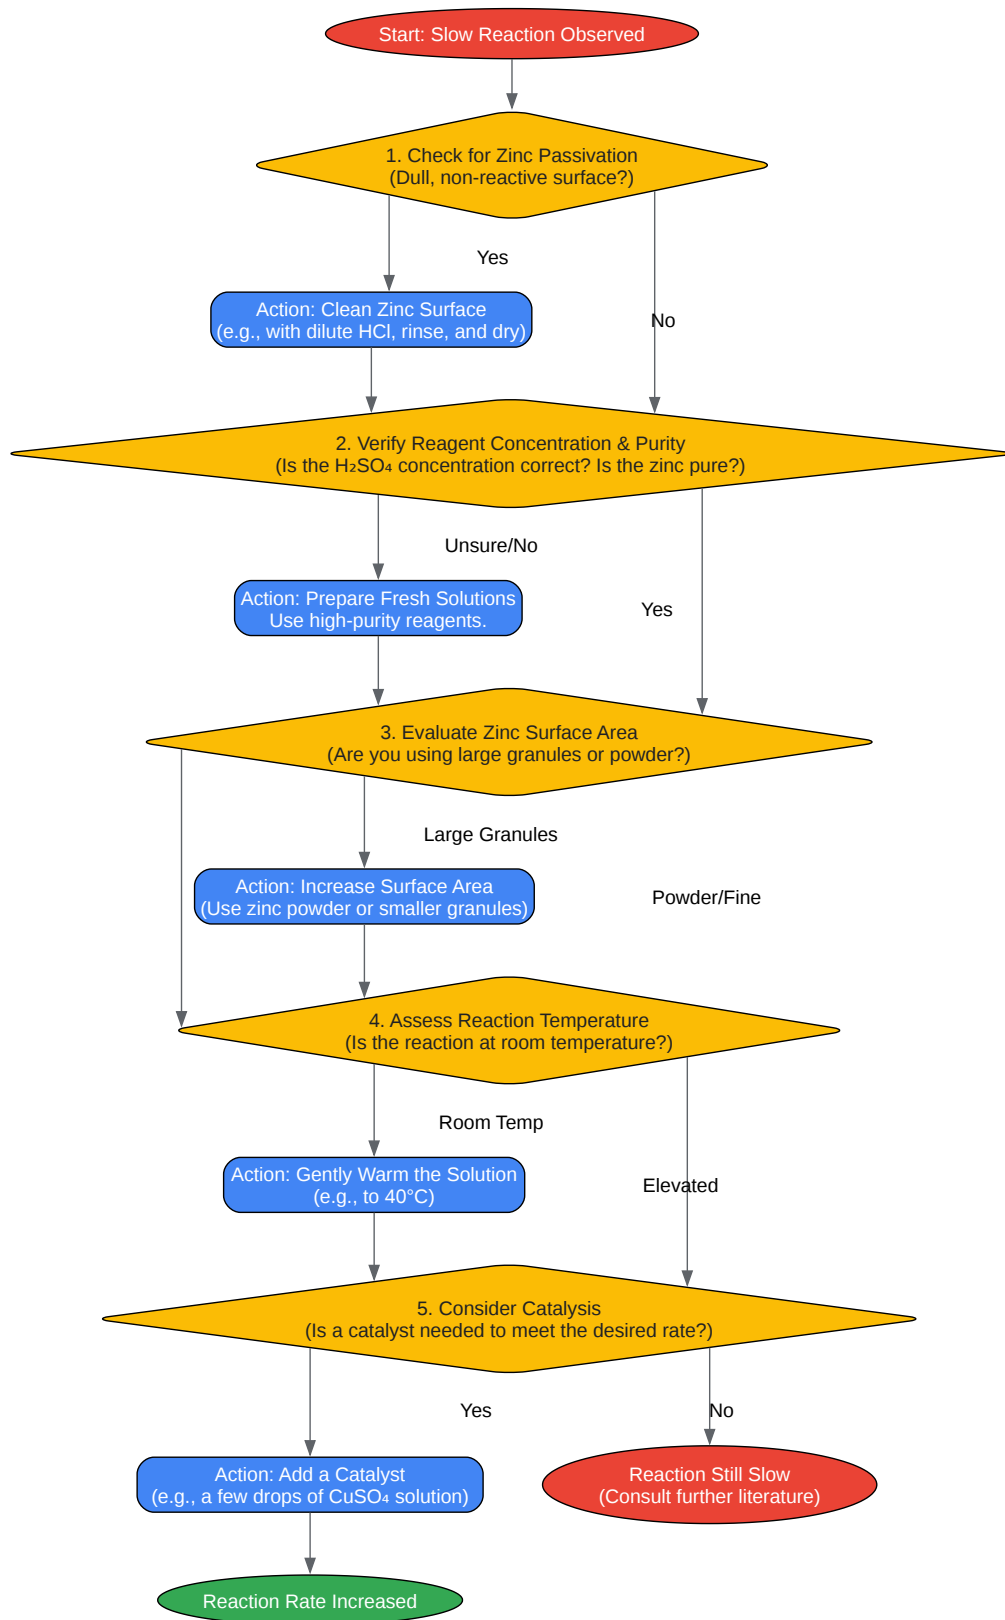 Start: Slow Reaction Observed
1. Check for Zinc Passivation
(Dull, non-reactive surface?)
Yes
Action: Clean Zinc Surface
(e.g., with dilute HCl, rinse, and dry)
No
2. Verify Reagent Concentration & Purity
(Is the H₂SO₄ concentration correct? Is the zinc pure?)
Unsure/No
Action: Prepare Fresh Solutions
Use high-purity reagents.
Yes
3. Evaluate Zinc Surface Area
(Are you using large granules or powder?)
Large Granules
Action: Increase Surface Area
(Use zinc powder or smaller granules)
Powder/Fine
4. Assess Reaction Temperature
(Is the reaction at room temperature?)
Room Temp
Action: Gently Warm the Solution
(e.g., to 40°C)
Elevated
5. Consider Catalysis
(Is a catalyst needed to meet the desired rate?)
Yes
No
Action: Add a Catalyst
(e.g., a few drops of CuSO₄ solution)
Reaction Still Slow
(Consult further literature)
Reaction Rate Increased